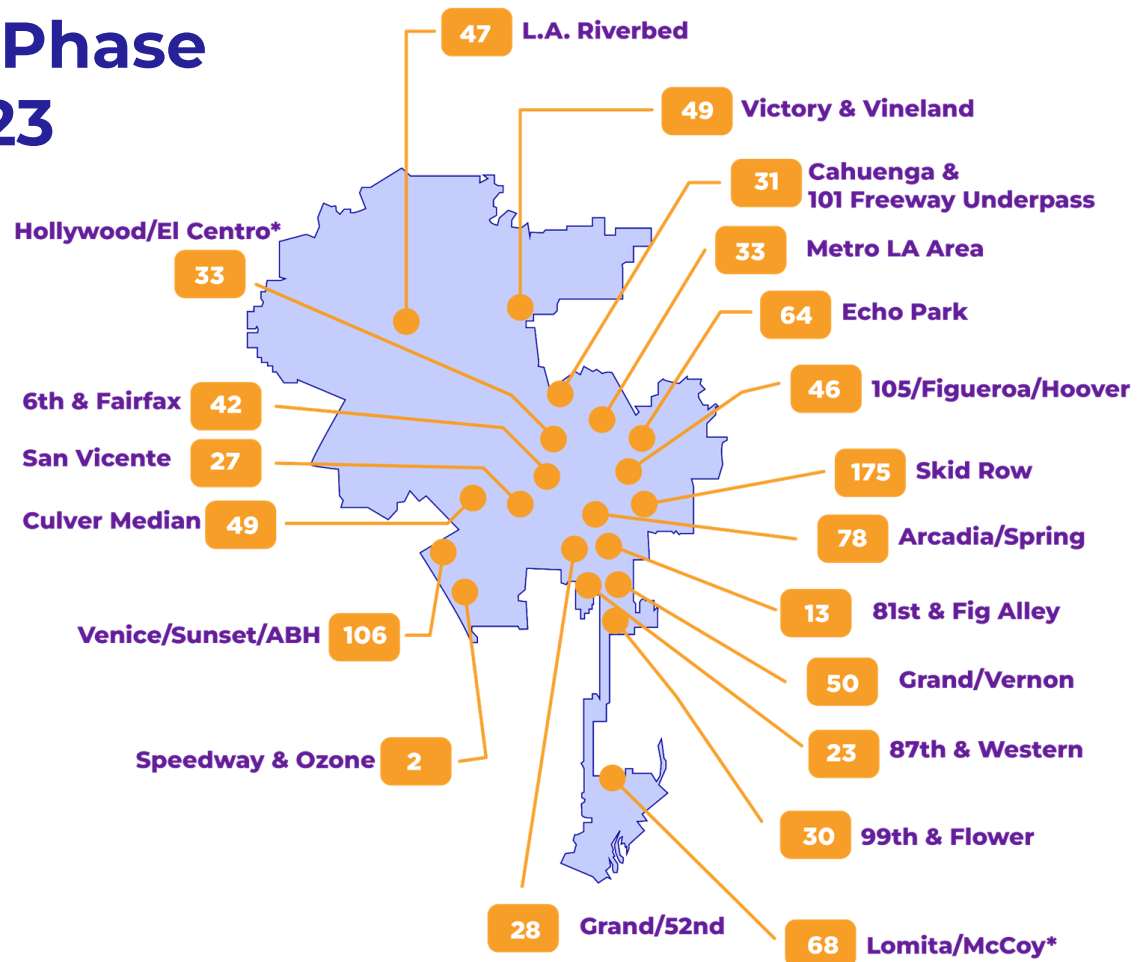 Phase
23
47 L.A. Riverbed
49 Victory & Vineland
31 Cahuenga &
101 Freeway Underpass
Hollywood/El Centro*
33
33 Metro LA Area
64 Echo Park
46 105/Figueroa/Hoover
6th & Fairfax 42
San Vicente 27
175 Skid Row
Culver Median 49
78 Arcadia/Spring
13 81st & Fig Alley
Venice/Sunset/ABH 106
50 Grand/Vernon
23 87th & Western
Speedway & Ozone 2
30 99th & Flower
28 Grand/52nd
68 Lomita/McCoy*